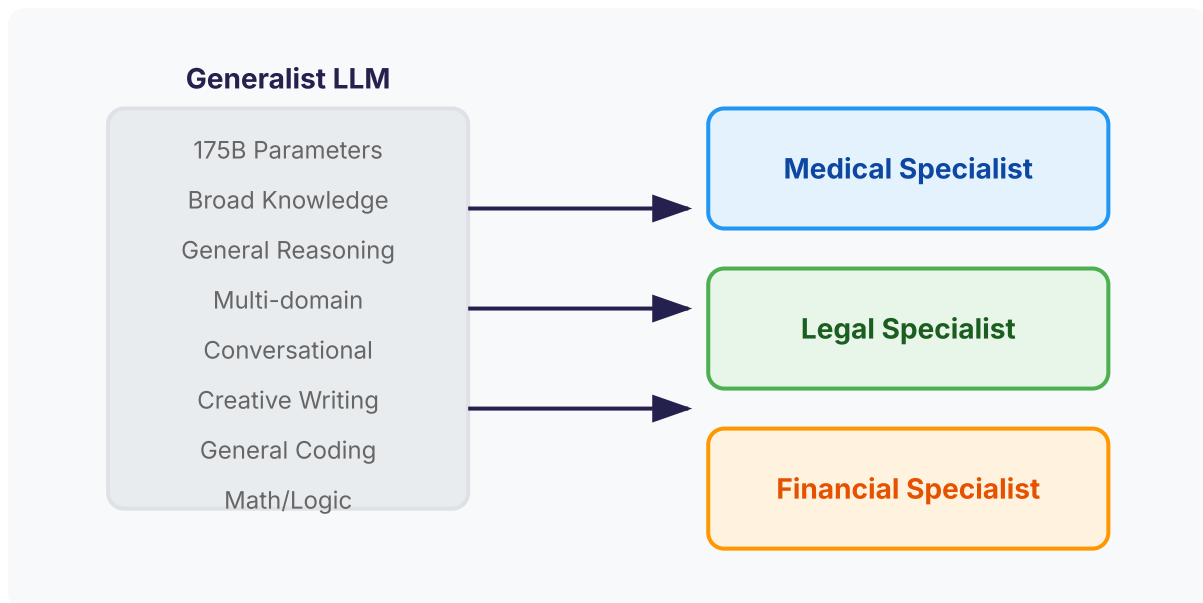 Generalist LLM
175B Parameters
Broad Knowledge
General Reasoning
Multi-domain
Conversational
Creative Writing
General Coding
Math/Logic
Medical Specialist
Legal Specialist
Financial Specialist